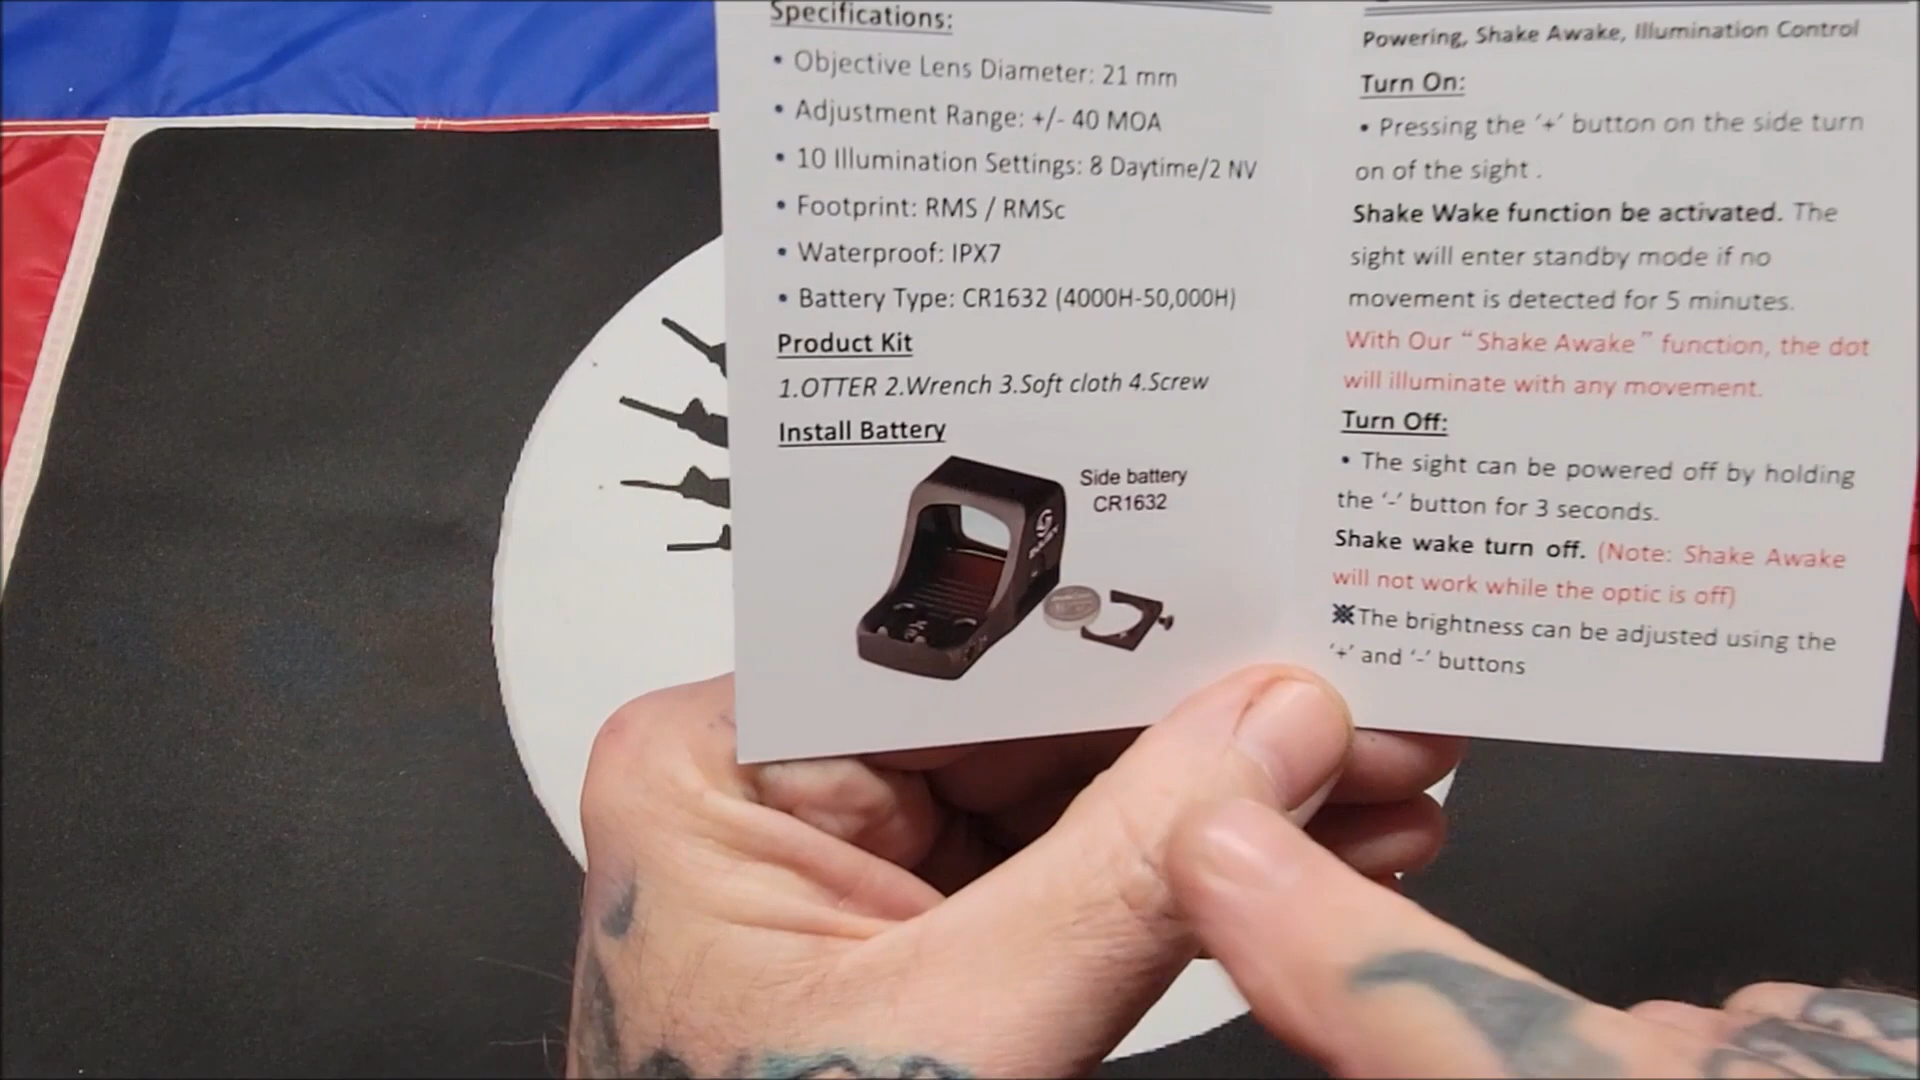 Specifications:
• Objective Lens Diameter: 21 mm
• Adjustment Range: +/- 40 MOA
• 10 Illumination Settings: 8 Daytime/2 NV
• Footprint: RMS / RMSc
• Waterproof: IPX7
• Battery Type: CR1632 (4000H-50,000H)
Product Kit
1.OTTER 2.Wrench 3.Soft cloth 4.Screw
Install Battery
Side battery
CR1632
Powering, Shake Awake, Illumination Control
Turn On:
• Pressing the ‘+’ button on the side turn
on of the sight .
Shake Wake function be activated. The
sight will enter standby mode if no
movement is detected for 5 minutes.
With Our “Shake Awake” function, the dot
will illuminate with any movement.
Turn Off:
• The sight can be powered off by holding
the ‘-’ button for 3 seconds.
Shake wake turn off. (Note: Shake Awake
will not work while the optic is off)
※The brightness can be adjusted using the
‘+’ and ‘-’ buttons